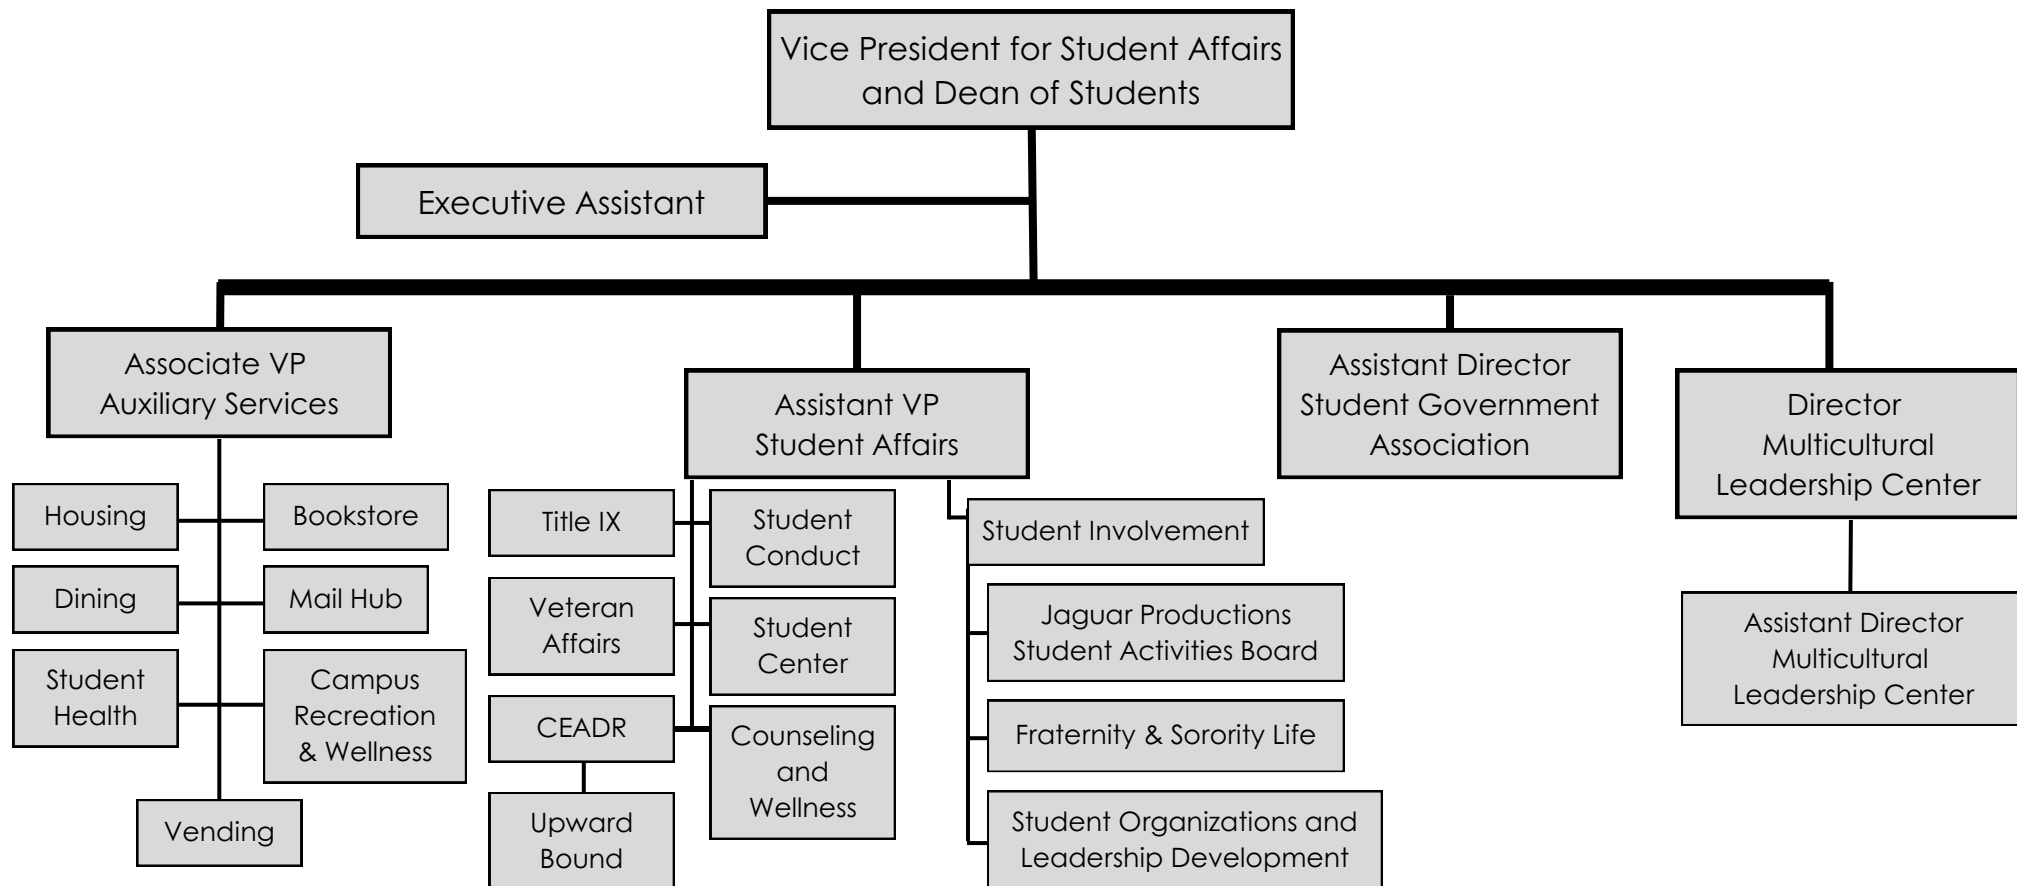 Vice President for Student Affairs
and Dean of Students
Executive Assistant
Associate VP
Auxiliary Services
Assistant VP
Student Affairs
Assistant Director
Student Government
Association
Director
Multicultural
Leadership Center
Housing
Bookstore
Dining
Mail Hub
Student
Health
Campus
Recreation
& Wellness
Vending
Title IX
Student
Conduct
Veteran
Affairs
Student
Center
CEADR
Counseling
and
Wellness
Upward
Bound
Student Involvement
Jaguar Productions
Student Activities Board
Fraternity & Sorority Life
Student Organizations and
Leadership Development
Assistant Director
Multicultural
Leadership Center